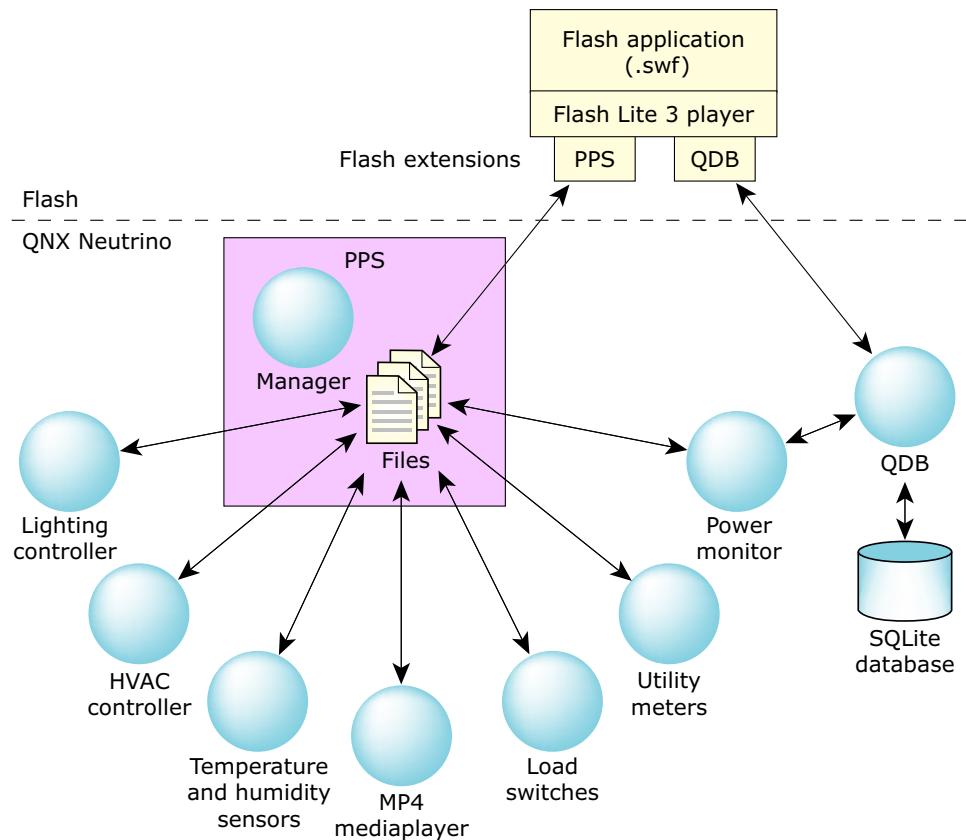 Flash application
(.swf)
Flash Lite 3 player
Flash extensions
PPS
QDB
Flash
QNX Neutrino
PPS
Manager
Files
Lighting
controller
HVAC
controller
Temperature
and humidity
sensors
MP4
mediaplayer
Load
switches
Utility
meters
Power
monitor
QDB
SQLite
database